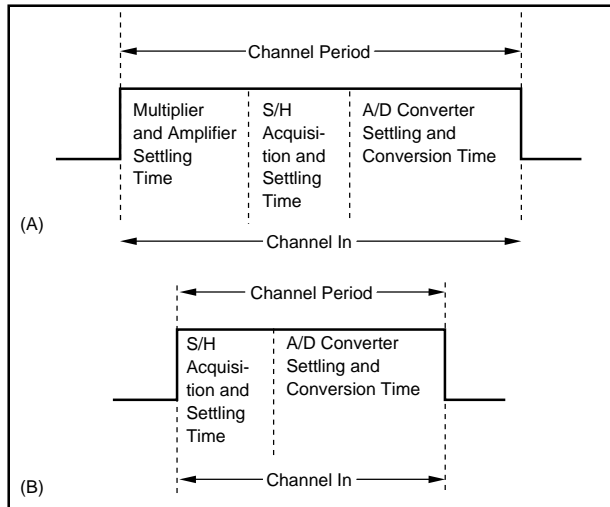 Channel Period
Multiplier
and Amplifier
Settling
Time
S/H
Acquisi-
tion and
Settling
Time
A/D Converter
Settling and
Conversion Time
(A)
Channel In
Channel Period
S/H
Acquisi-
tion and
Settling
Time
A/D Converter
Settling and
Conversion Time
Channel In
(B)